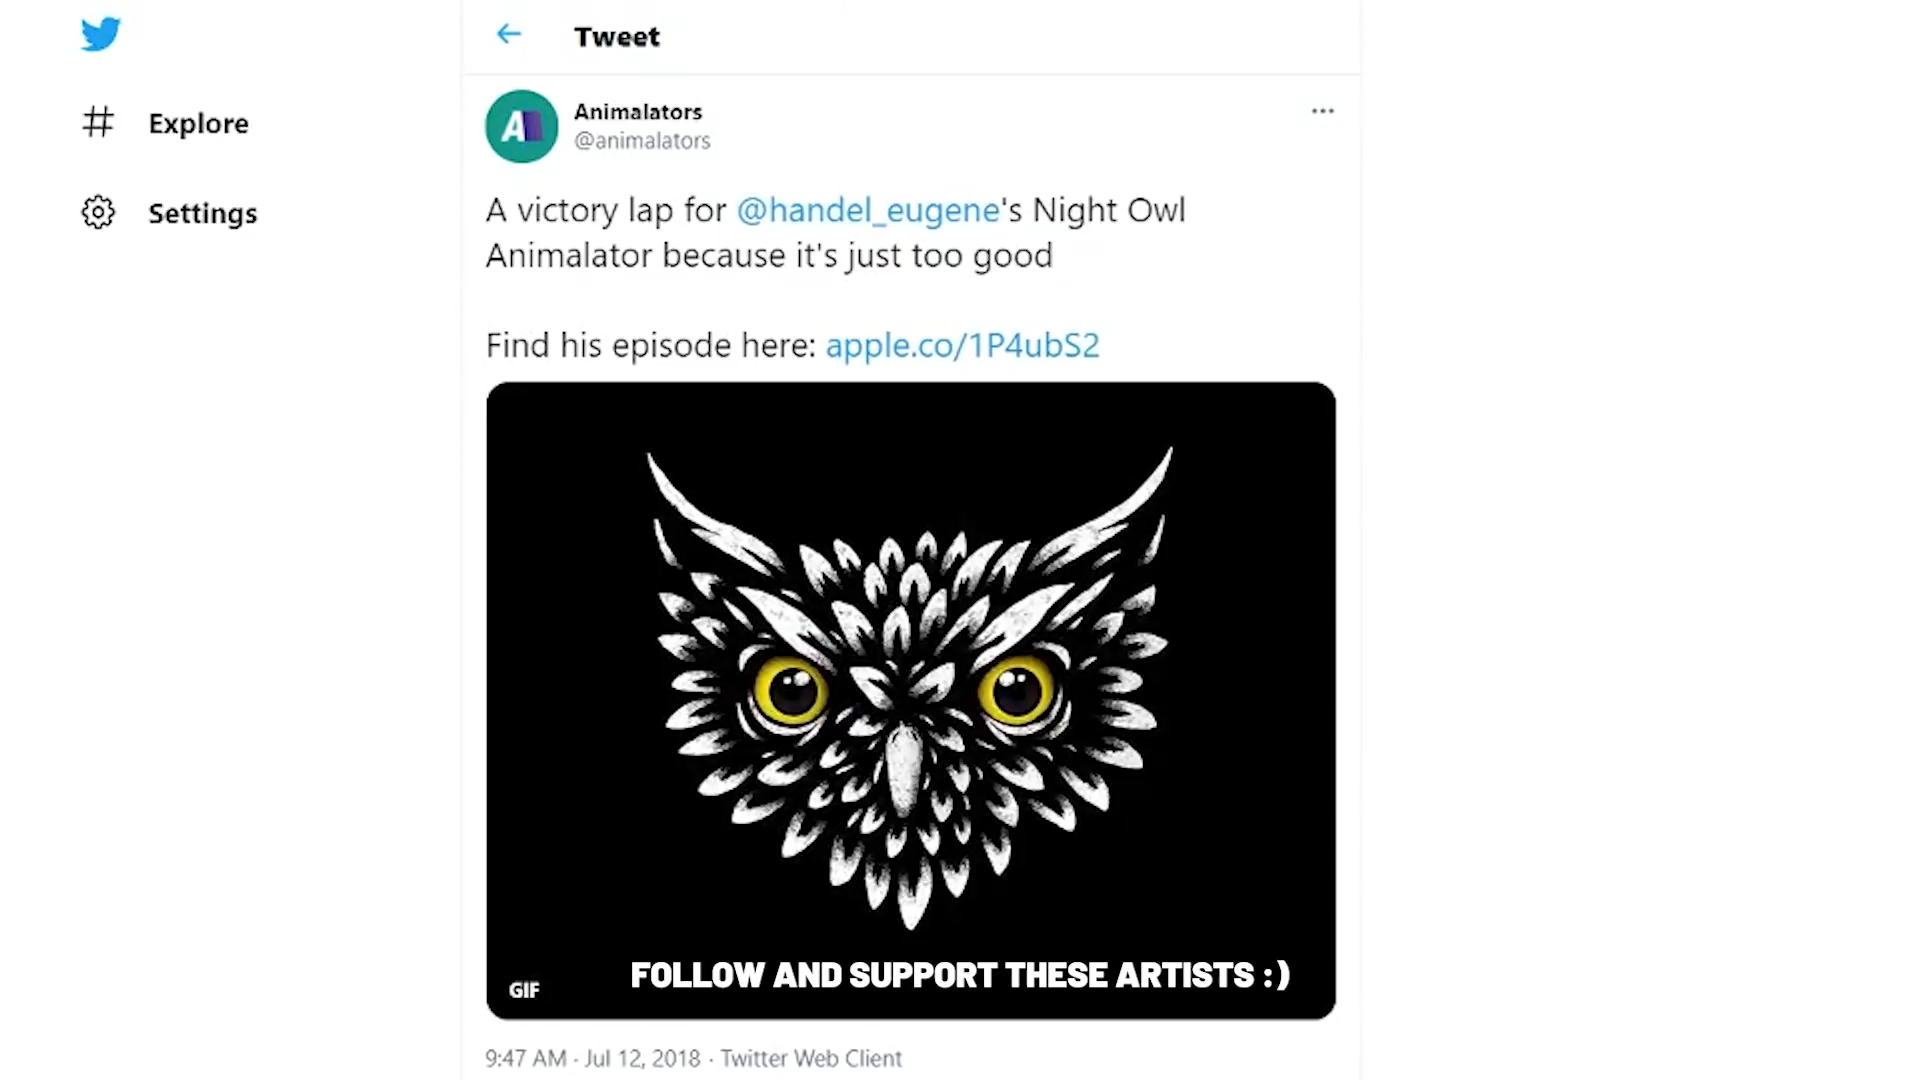 Tweet
Explore
Settings
Animalators
@animalators
A victory lap for @handel_eugene's Night Owl
Animalator because it's just too good
Find his episode here: apple.co/1P4ubS2
FOLLOW AND SUPPORT THESE ARTISTS :)
GIF
9:47 AM · Jul 12, 2018 · Twitter Web Client